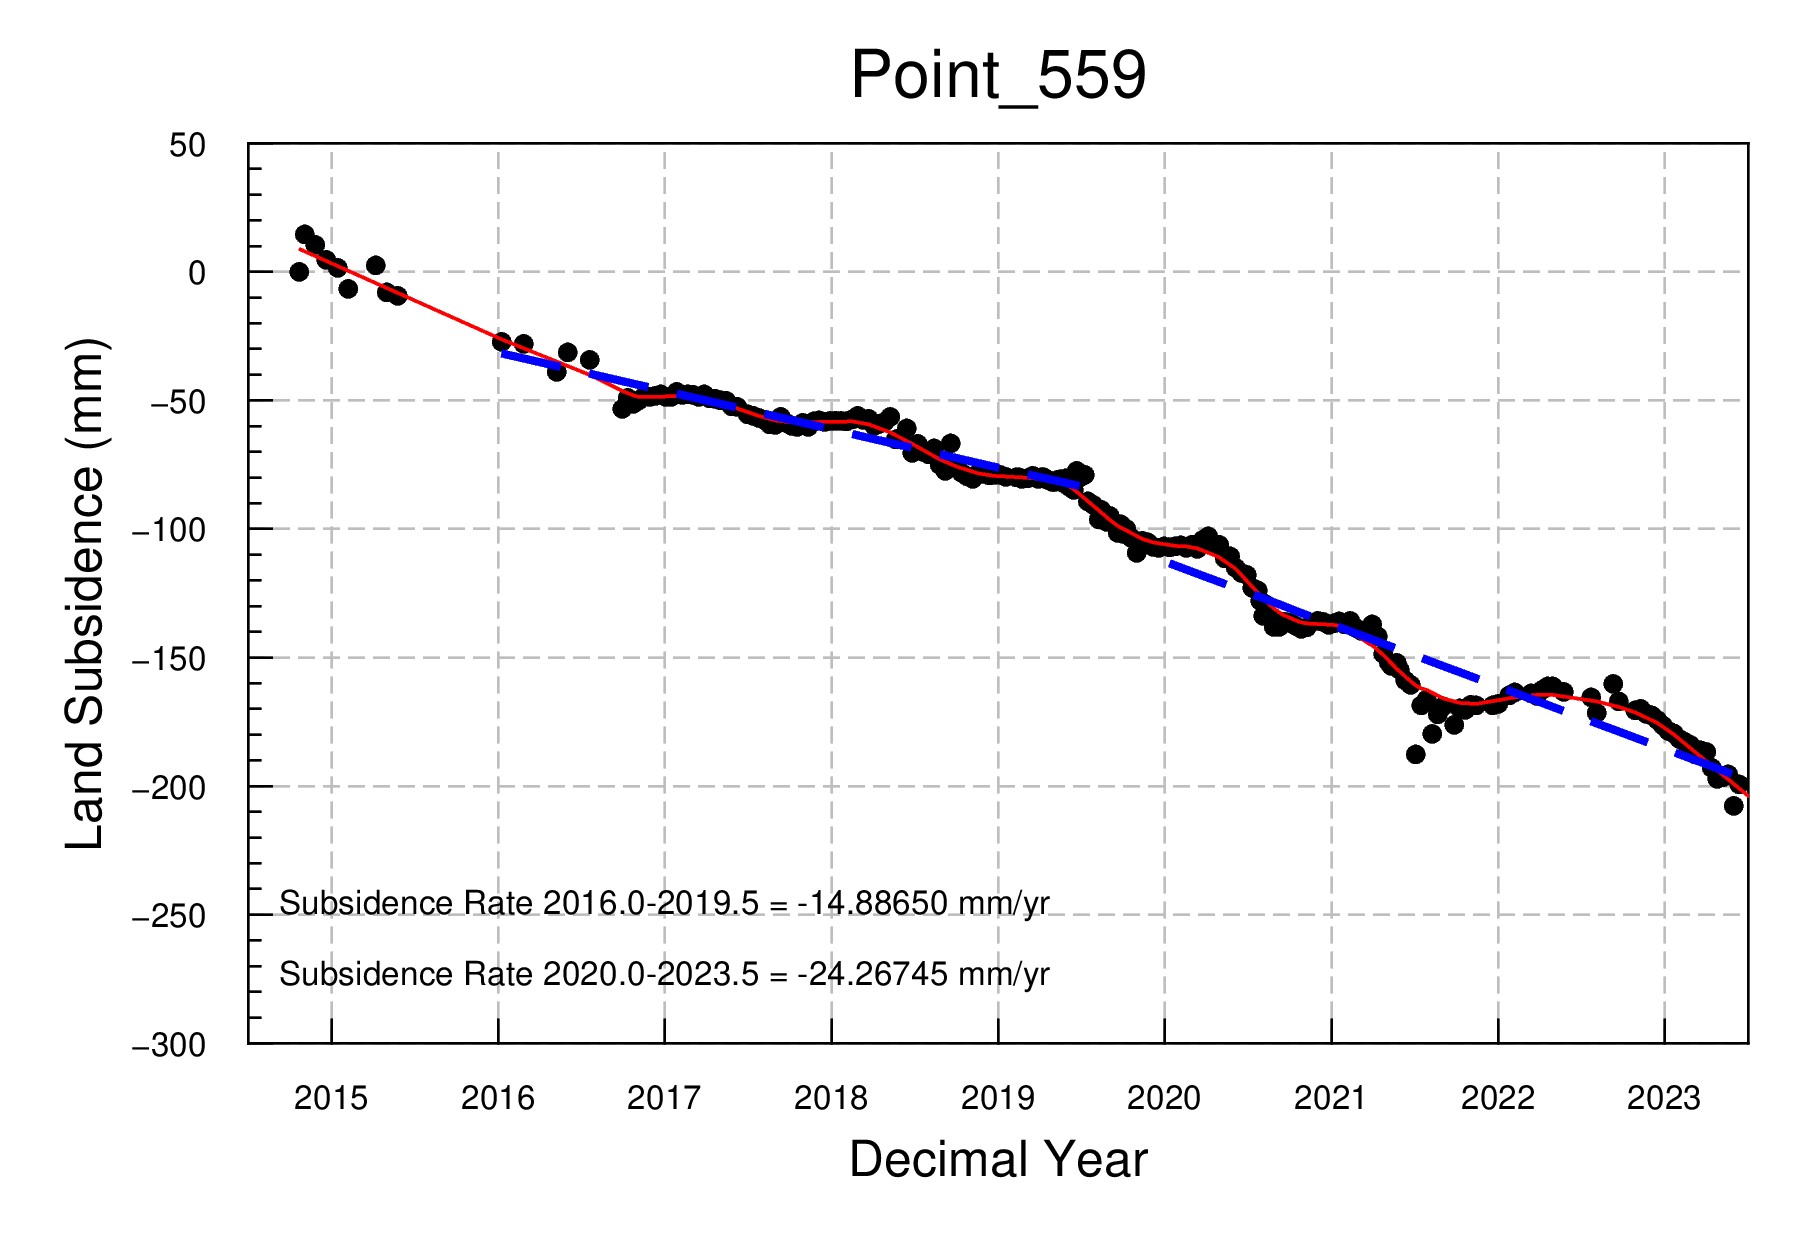 Point_559
50
0
−50
−100
−150
−200
−250
−300
Land Subsidence (mm)
Subsidence Rate 2016.0-2019.5 = -14.88650 mm/yr
Subsidence Rate 2020.0-2023.5 = -24.26745 mm/yr
2015 2016 2017 2018 2019 2020 2021 2022 2023
Decimal Year